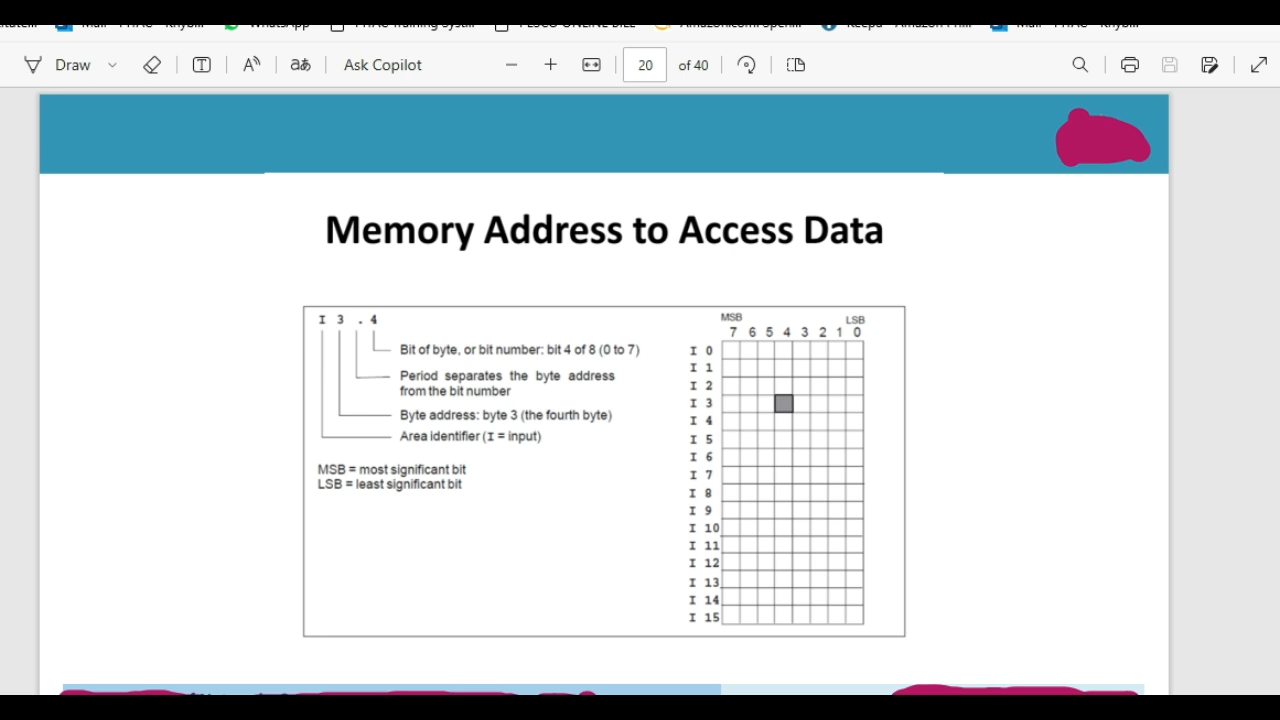 Draw
Ask Copilot
20 of 40
Memory Address to Access Data
I 3 . 4
Bit of byte, or bit number: bit 4 of 8 (0 to 7)
Period separates the byte address
from the bit number
Byte address: byte 3 (the fourth byte)
Area identifier (I = input)
MSB = most significant bit
LSB = least significant bit
MSB LSB
7 6 5 4 3 2 1 0
I 0
I 1
I 2
I 3
I 4
I 5
I 6
I 7
I 8
I 9
I 10
I 11
I 12
I 13
I 14
I 15